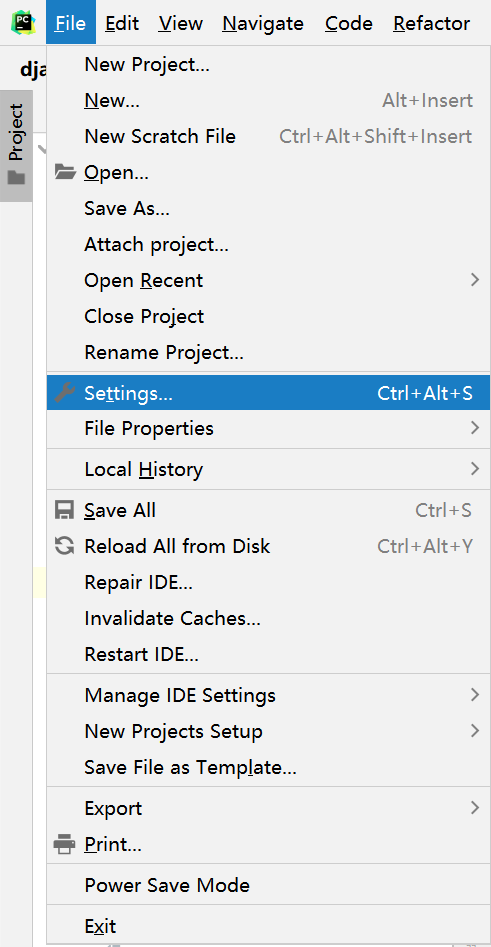 PC File Edit View Navigate Code Refactor
dja
Project
New Project...
New... Alt+Insert
New Scratch File Ctrl+Alt+Shift+Insert
Open...
Save As...
Attach project...
Open Recent
Close Project
Rename Project...
Settings... Ctrl+Alt+S
File Properties
Local History
Save All Ctrl+S
Reload All from Disk Ctrl+Alt+Y
Repair IDE...
Invalidate Caches...
Restart IDE...
Manage IDE Settings
New Projects Setup
Save File as Template...
Export
Print...
Power Save Mode
Exit